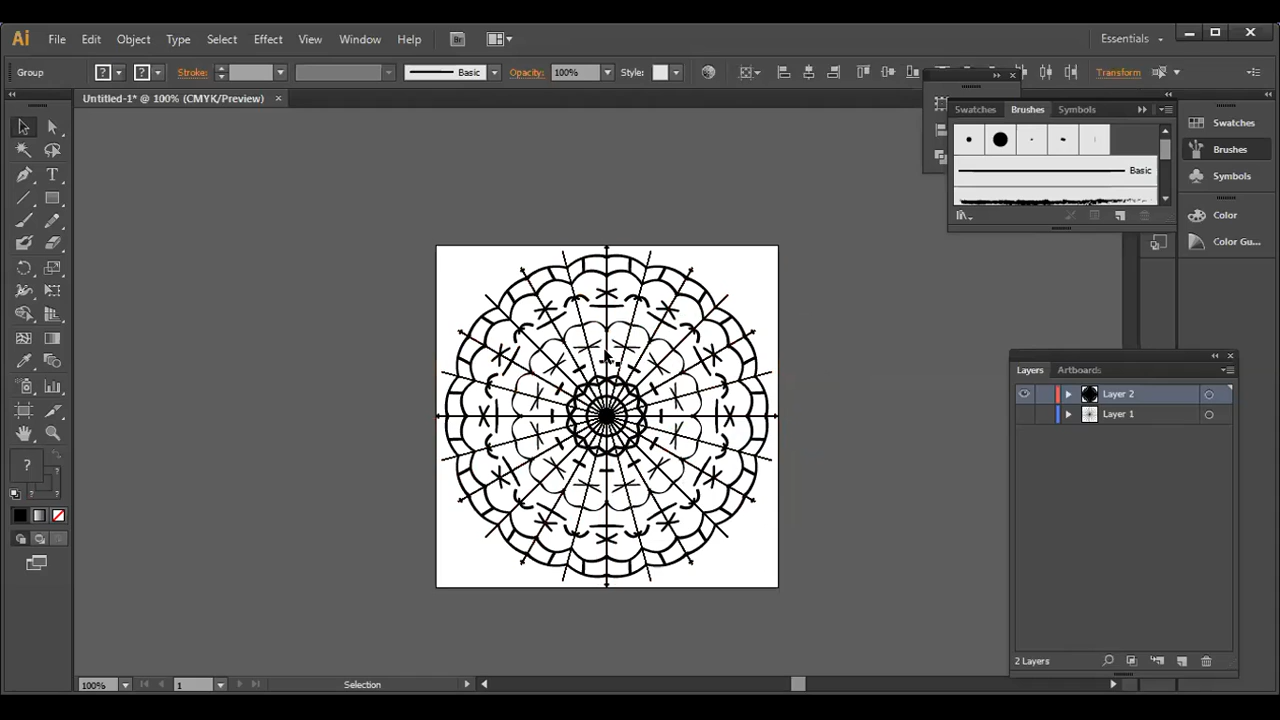 Ai File Edit Object Type Select Effect View Window Help Br Essentials
Group ? ? Stroke: Basic Opacity: 100% Style: Transform
Untitled-1* @ 100% (CMYK/Preview)
Swatches Brushes Symbols
Basic
Swatches
Brushes
Symbols
Color
Color Gu...
Layers Artboards
Layer 2
Layer 1
?
2 Layers
100% 1 Selection